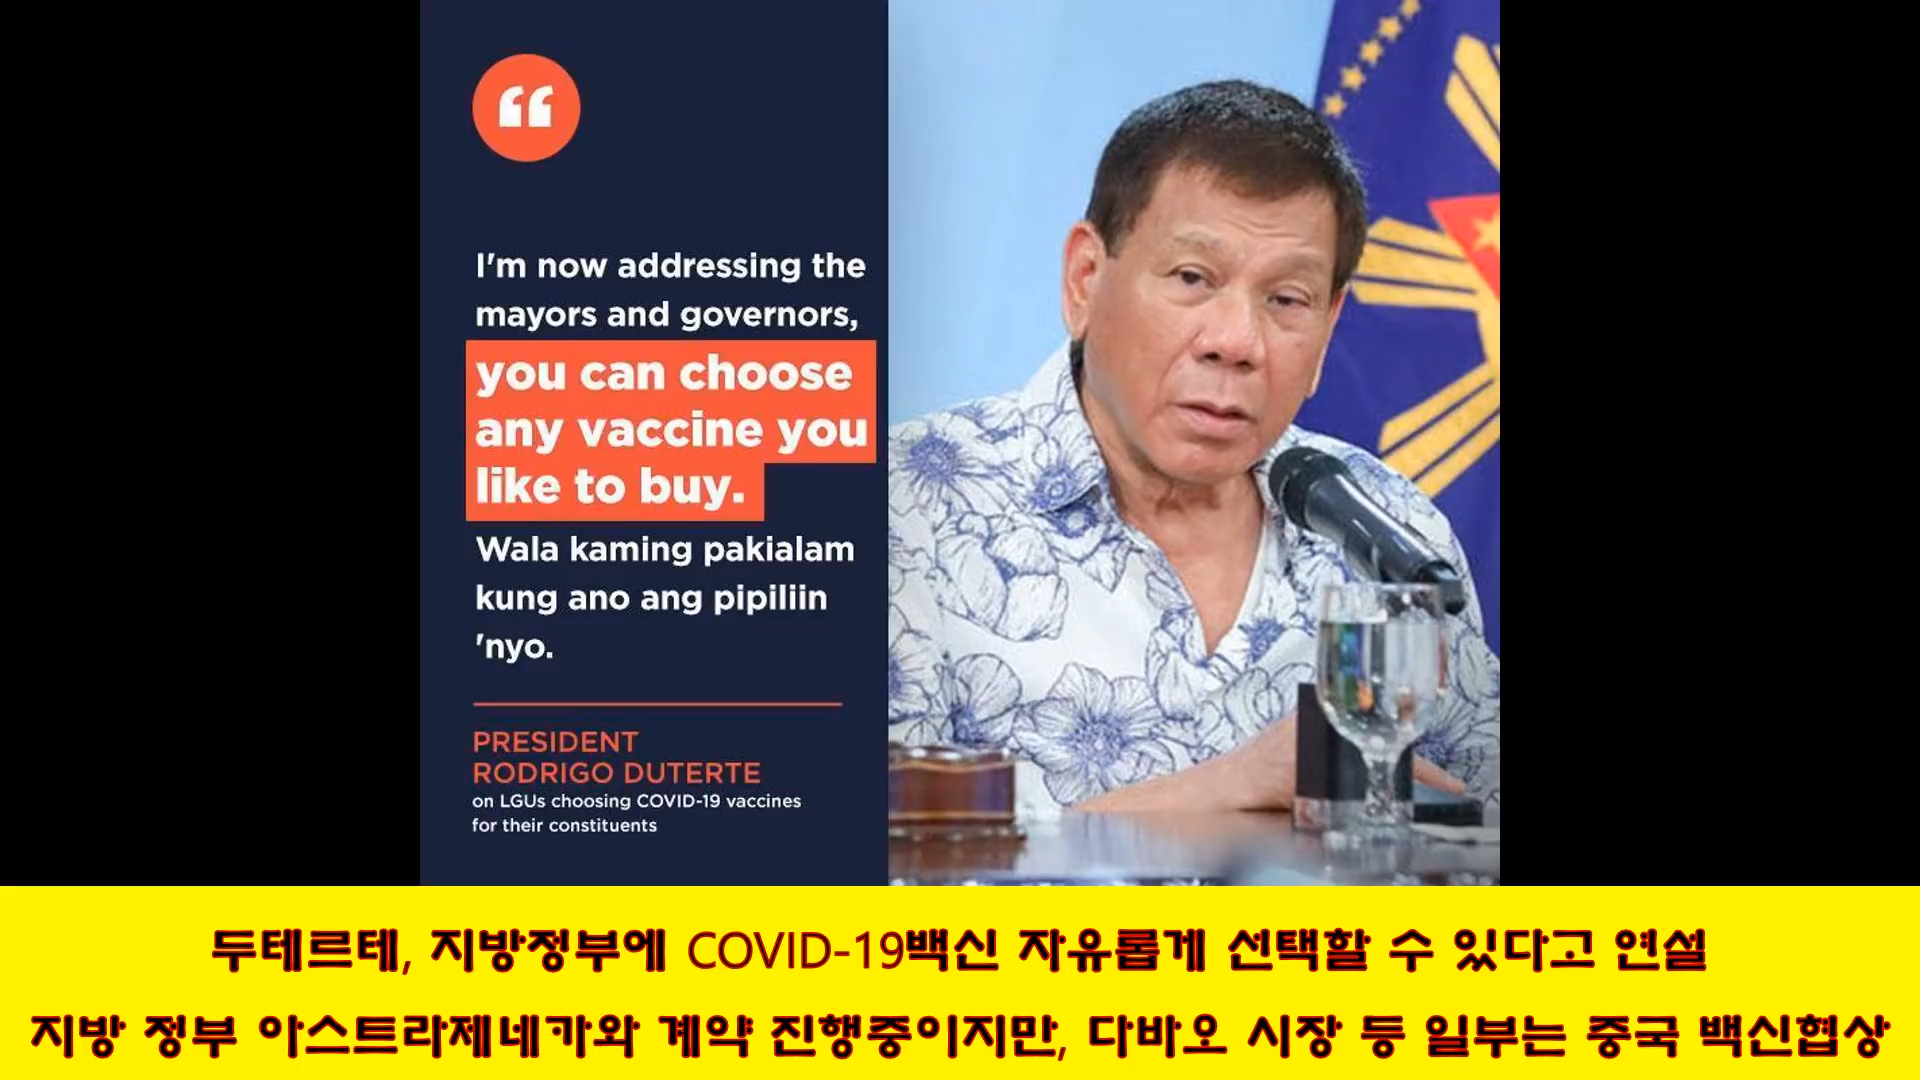 “
I'm now addressing the
mayors and governors,
you can choose
any vaccine you
like to buy.
Wala kaming pakialam
kung ano ang pipiliin
'nyo.
PRESIDENT
RODRIGO DUTERTE
on LGUs choosing COVID-19 vaccines
for their constituents
두테르테, 지방정부에 COVID-19백신 자유롭게 선택할 수 있다고 연설
지방 정부 아스트라제네카와 계약 진행중이지만, 다바오 시장 등 일부는 중국 백신협상